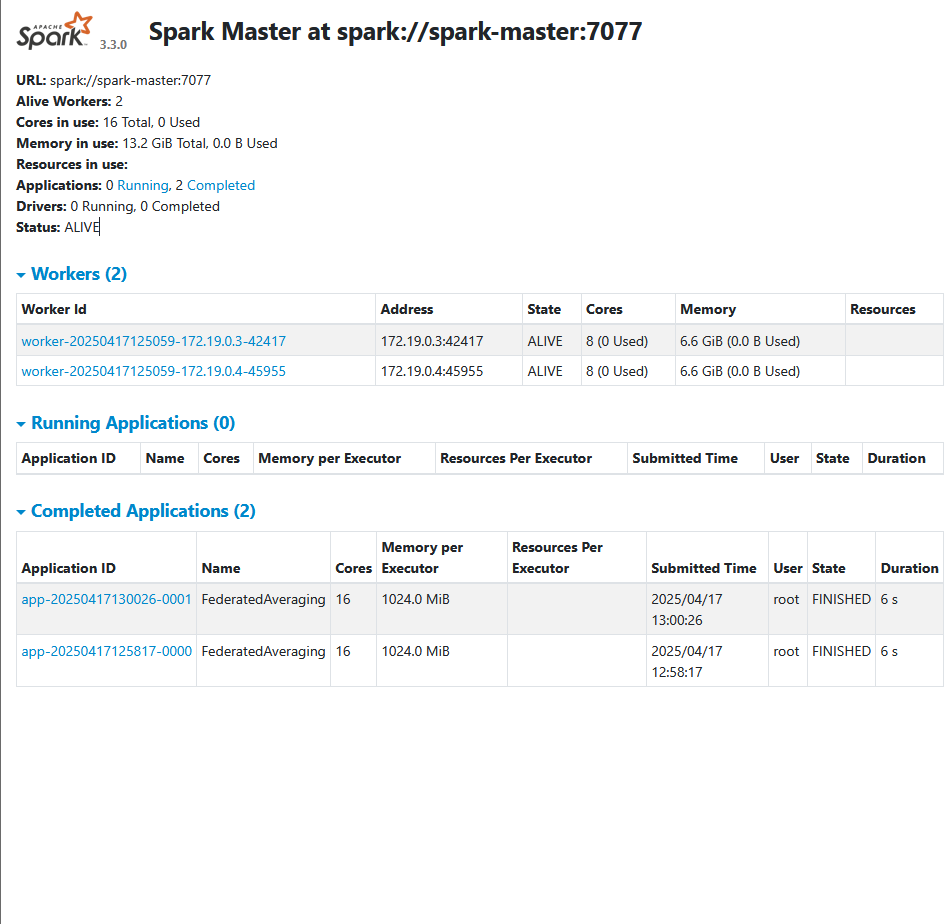 APACHE
Spark 3.3.0 Spark Master at spark://spark-master:7077
URL: spark://spark-master:7077
Alive Workers: 2
Cores in use: 16 Total, 0 Used
Memory in use: 13.2 GiB Total, 0.0 B Used
Resources in use:
Applications: 0 Running, 2 Completed
Drivers: 0 Running, 0 Completed
Status: ALIVE
Workers (2)
Worker Id Address State Cores Memory Resources
worker-20250417125059-172.19.0.3-42417 172.19.0.3:42417 ALIVE 8 (0 Used) 6.6 GiB (0.0 B Used)
worker-20250417125059-172.19.0.4-45955 172.19.0.4:45955 ALIVE 8 (0 Used) 6.6 GiB (0.0 B Used)
Running Applications (0)
Application ID Name Cores Memory per Executor Resources Per Executor Submitted Time User State Duration
Completed Applications (2)
Memory per Resources Per
Application ID Name Cores Executor Executor Submitted Time User State Duration
app-20250417130026-0001 FederatedAveraging 16 1024.0 MiB 2025/04/17 root FINISHED 6 s
13:00:26
app-20250417125817-0000 FederatedAveraging 16 1024.0 MiB 2025/04/17 root FINISHED 6 s
12:58:17